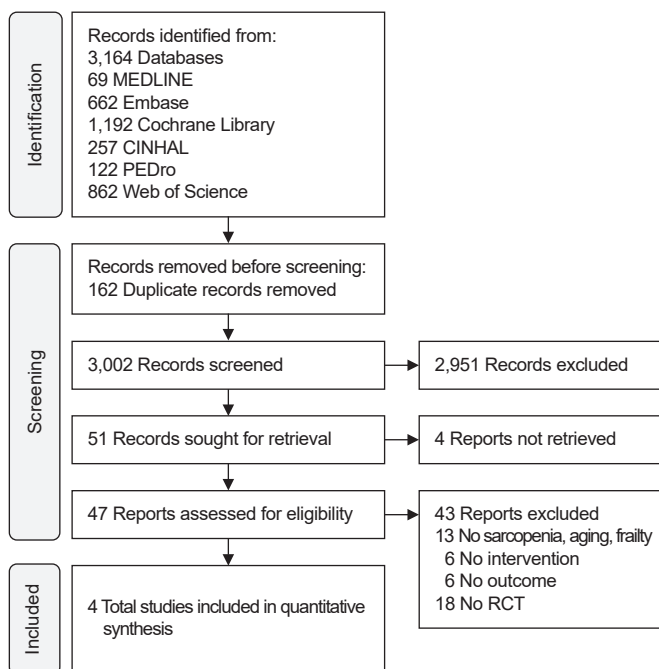 Identification
Records identified from:
3,164 Databases
69 MEDLINE
662 Embase
1,192 Cochrane Library
257 CINHAL
122 PEDro
862 Web of Science
Screening
Records removed before screening:
162 Duplicate records removed
3,002 Records screened
2,951 Records excluded
51 Records sought for retrieval
4 Reports not retrieved
47 Reports assessed for eligibility
43 Reports excluded
13 No sarcopenia, aging, frailty
6 No intervention
6 No outcome
18 No RCT
Included
4 Total studies included in quantitative
synthesis